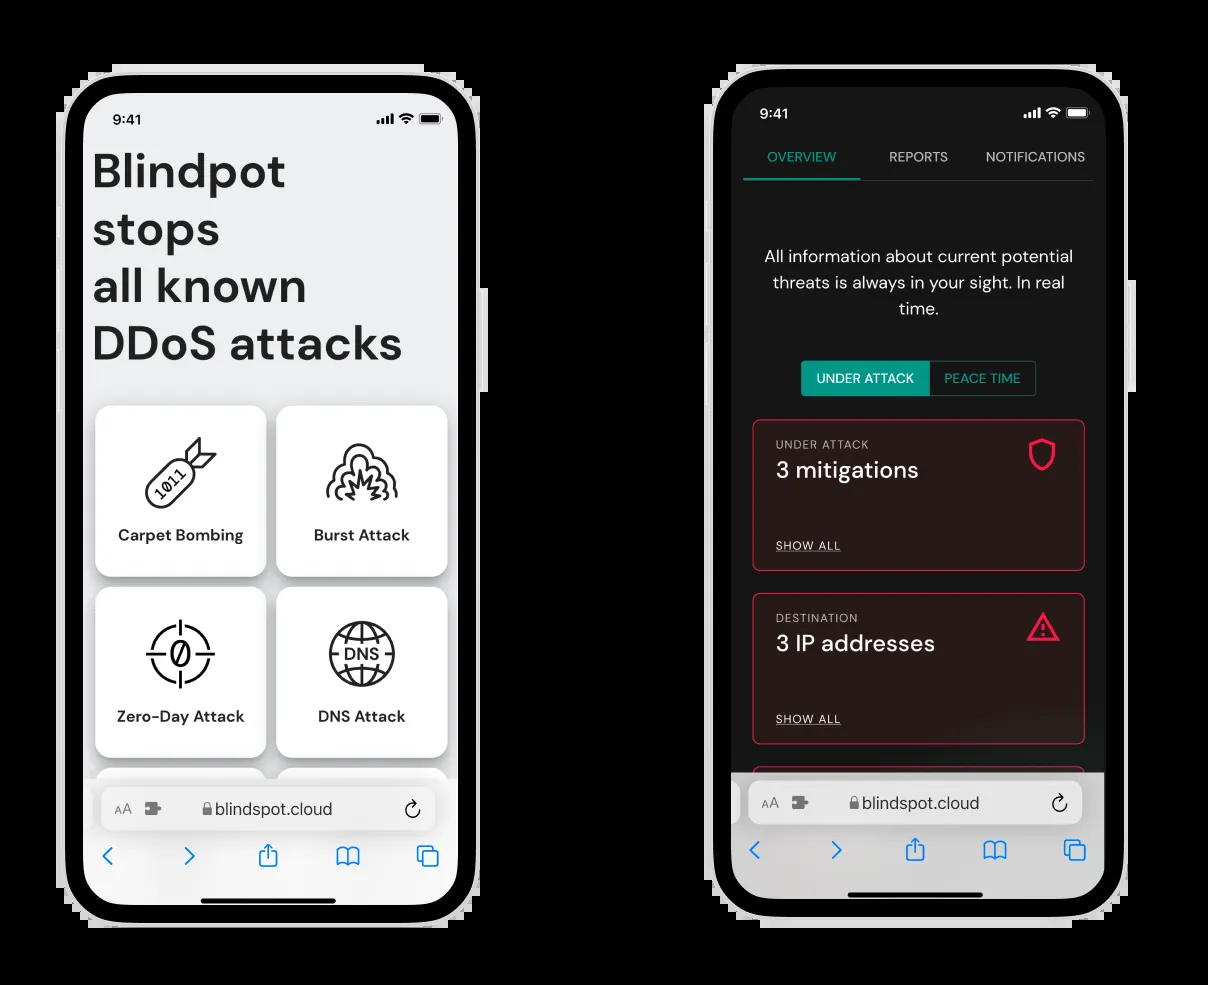 9:41
Blindpot
stops
all known
DDoS attacks
1011
Carpet Bombing
Burst Attack
0
Zero-Day Attack
DNS
DNS Attack
AA
blindspot.cloud
9:41
OVERVIEW REPORTS NOTIFICATIONS
All information about current potential
threats is always in your sight. In real
time.
UNDER ATTACK PEACE TIME
UNDER ATTACK
3 mitigations
SHOW ALL
DESTINATION
3 IP addresses
SHOW ALL
AA
blindspot.cloud